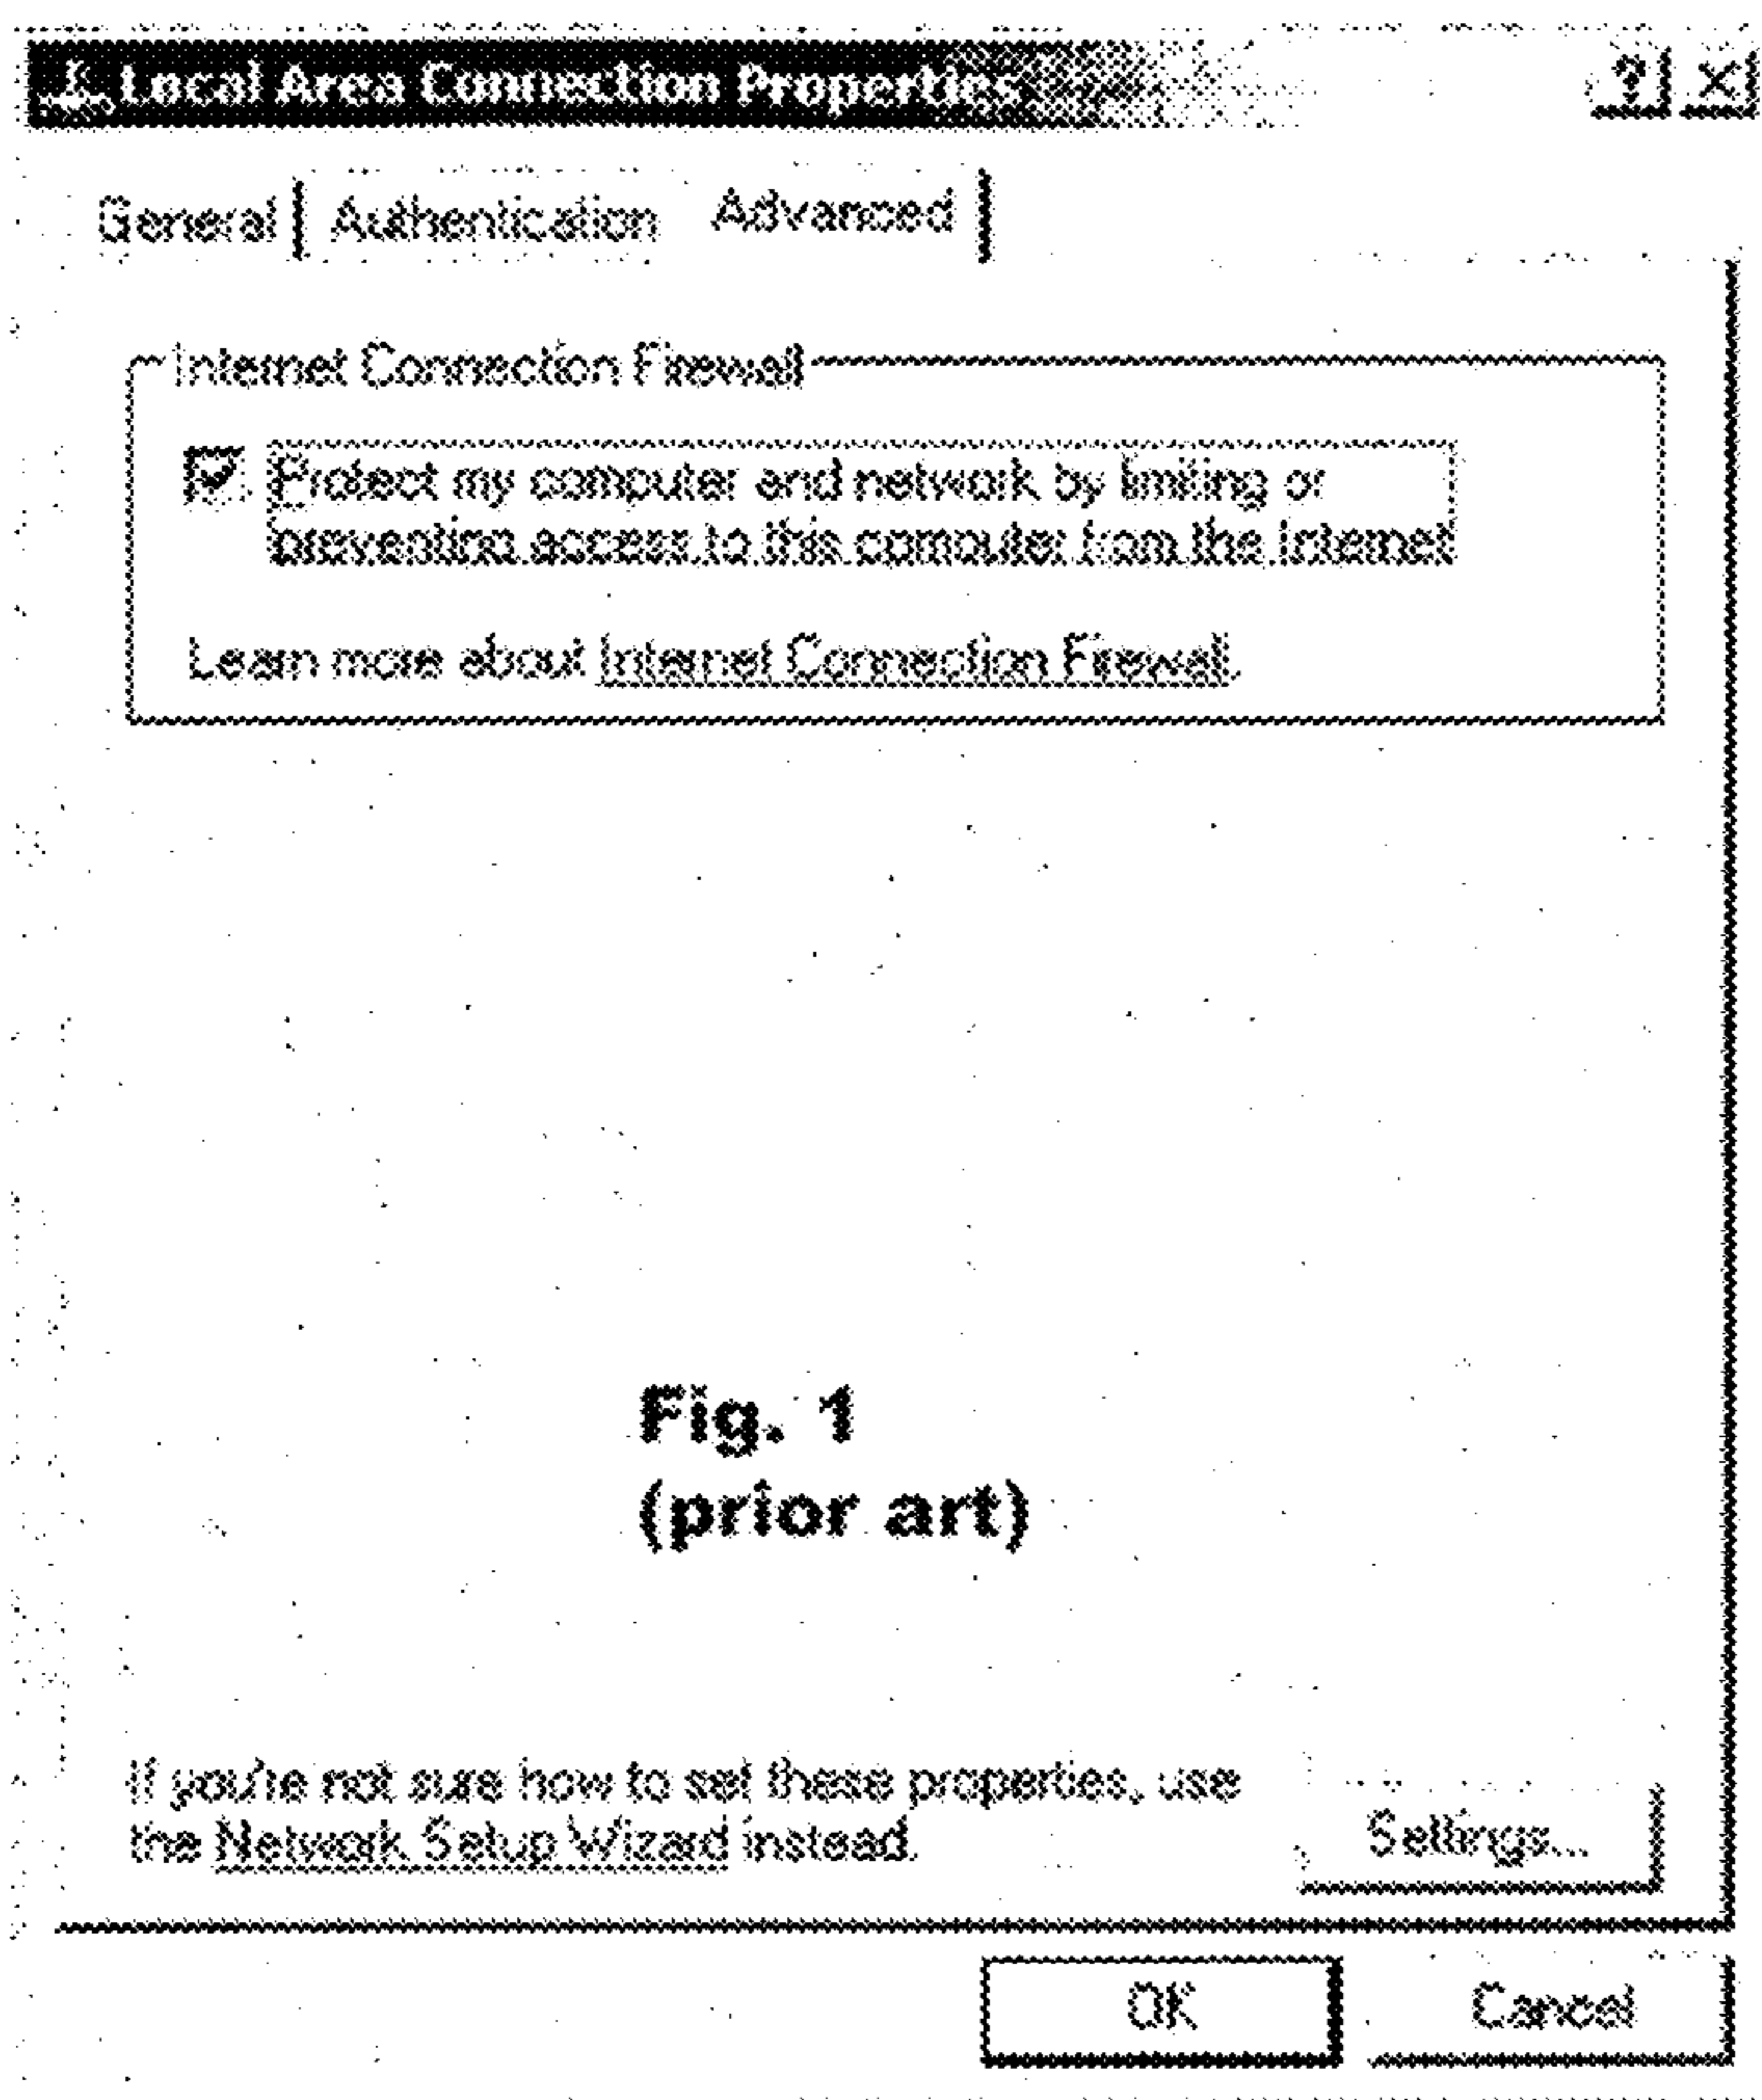 Local Area Connection Properties
? X
General Authentication Advanced
Internet Connection Firewall
Protect my computer and network by limiting or
preventing access to this computer from the Internet
Learn more about Internet Connection Firewall.
Fig. 1
(prior art)
If you're not sure how to set these properties, use
the Network Setup Wizard instead.
Settings...
OK Cancel